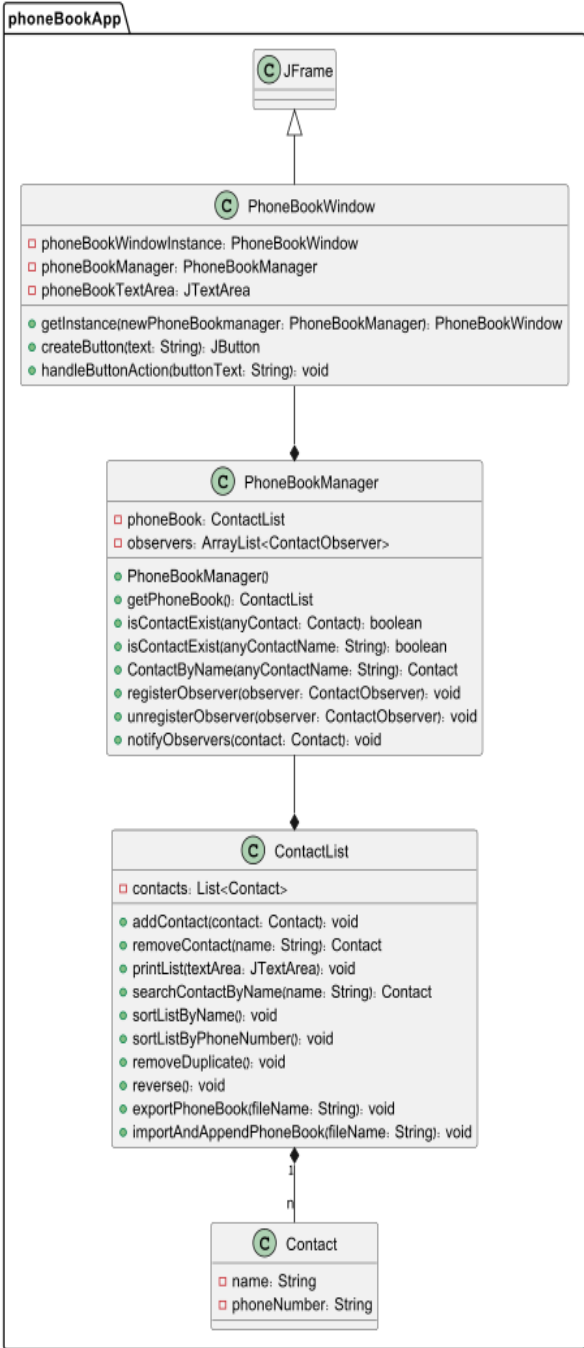 phoneBookApp
C JFrame
C PhoneBookWindow
phoneBookWindowInstance: PhoneBookWindow
phoneBookManager: PhoneBookManager
phoneBookTextArea: JTextArea
getInstance(newPhoneBookmanager: PhoneBookManager): PhoneBookWindow
createButton(text: String): JButton
handleButtonAction(buttonText: String): void
C PhoneBookManager
phoneBook: ContactList
observers: ArrayList<ContactObserver>
PhoneBookManager()
getPhoneBook(): ContactList
isContactExist(anyContact: Contact): boolean
isContactExist(anyContactName: String): boolean
ContactByName(anyContactName: String): Contact
registerObserver(observer: ContactObserver): void
unregisterObserver(observer: ContactObserver): void
notifyObservers(contact: Contact): void
C ContactList
contacts: List<Contact>
addContact(contact: Contact): void
removeContact(name: String): Contact
printList(textArea: JTextArea): void
searchContactByName(name: String): Contact
sortListByName(): void
sortListByPhoneNumber(): void
removeDuplicate(): void
reverse(): void
exportPhoneBook(fileName: String): void
importAndAppendPhoneBook(fileName: String): void
1
n
C Contact
name: String
phoneNumber: String